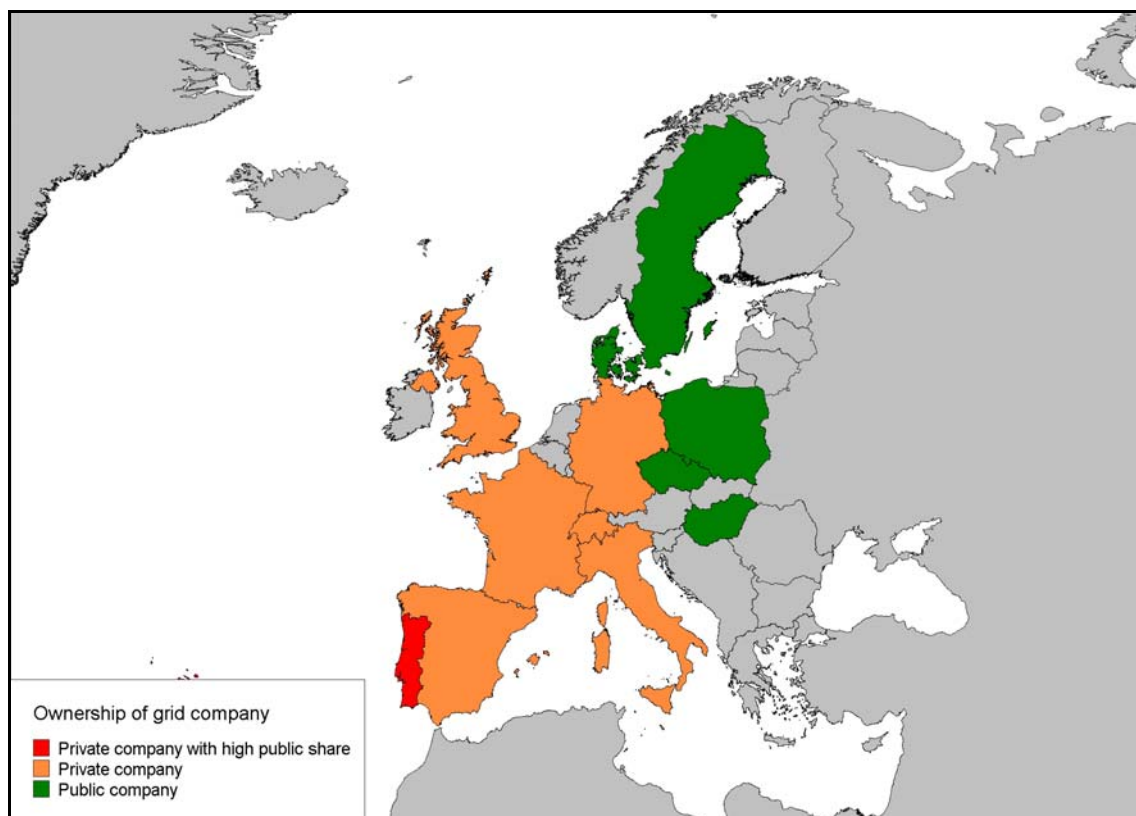 Ownership of grid company
Private company with high public share
Private company
Public company